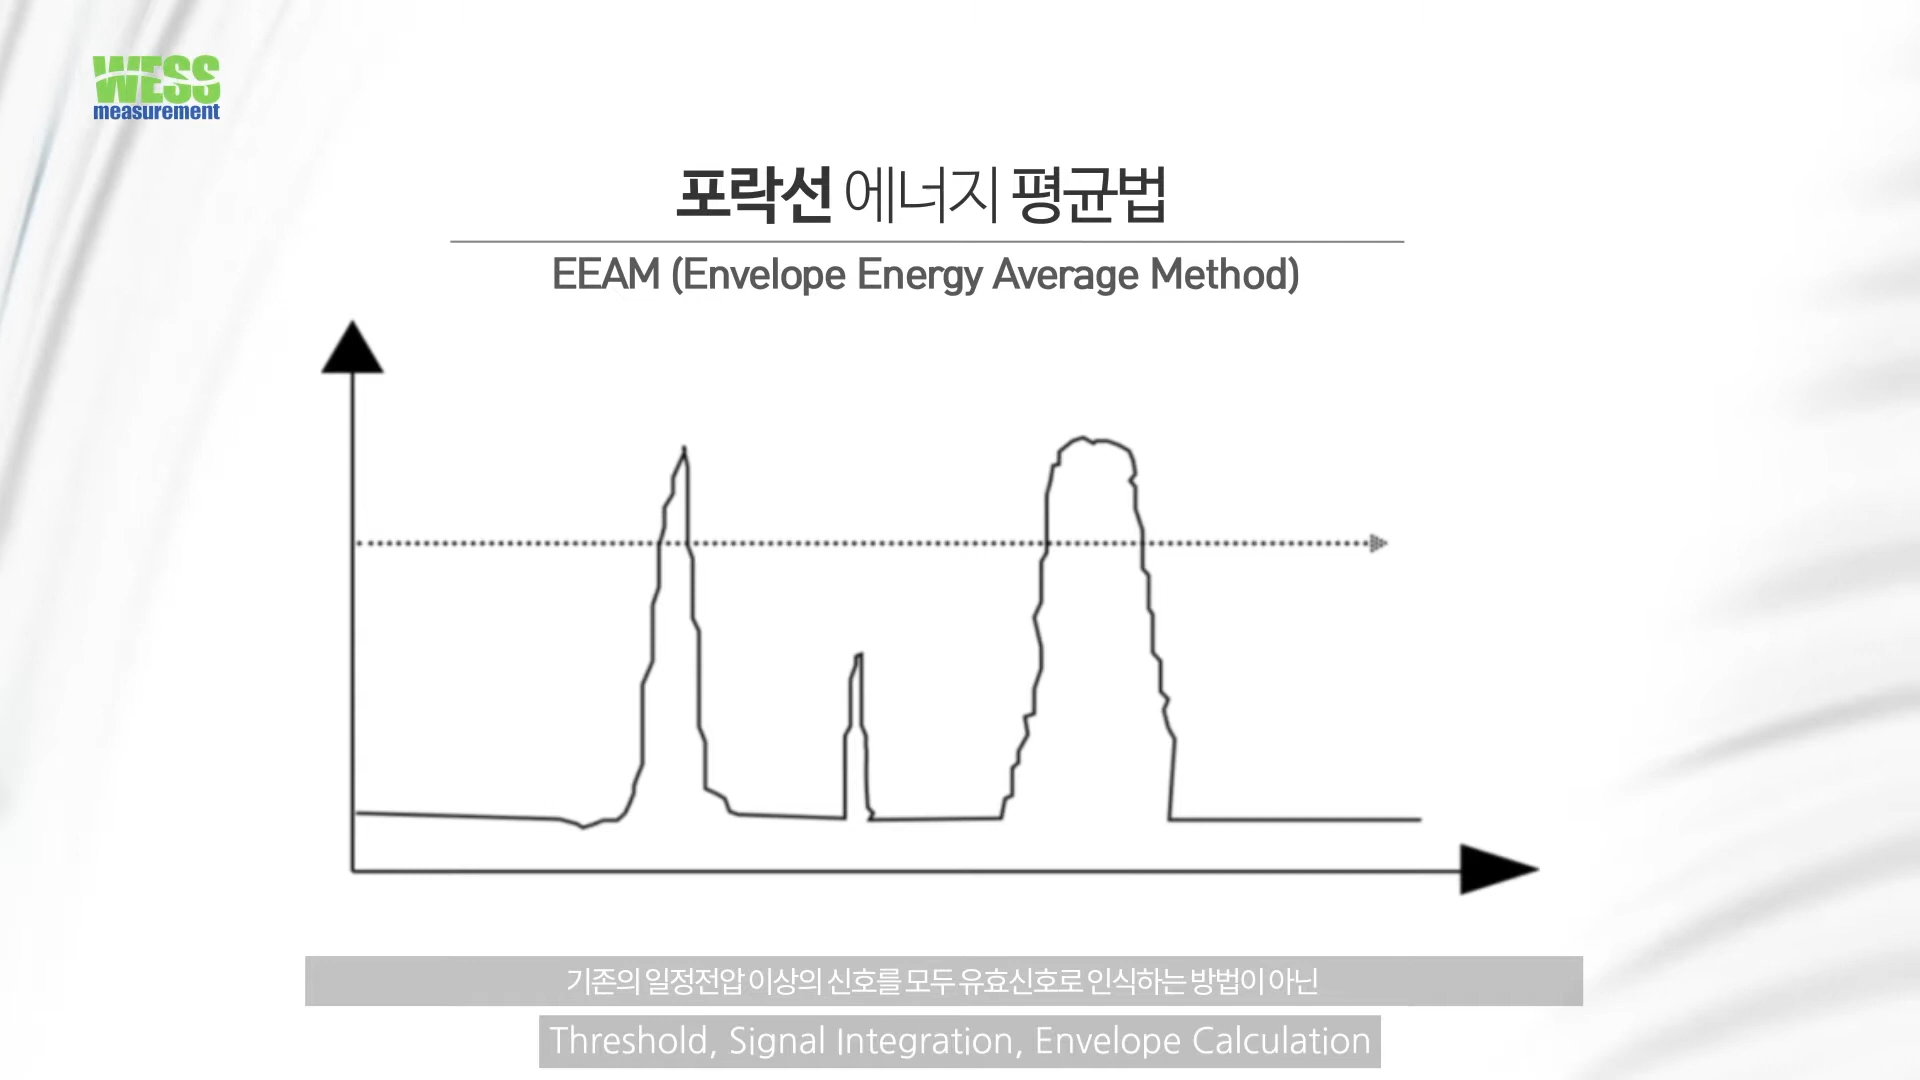 WESS
measurement
포락선 에너지 평균법
EEAM (Envelope Energy Average Method)
기존의 일정전압 이상의 신호를 모두 유효신호로 인식하는 방법이 아닌
Threshold, Signal Integration, Envelope Calculation